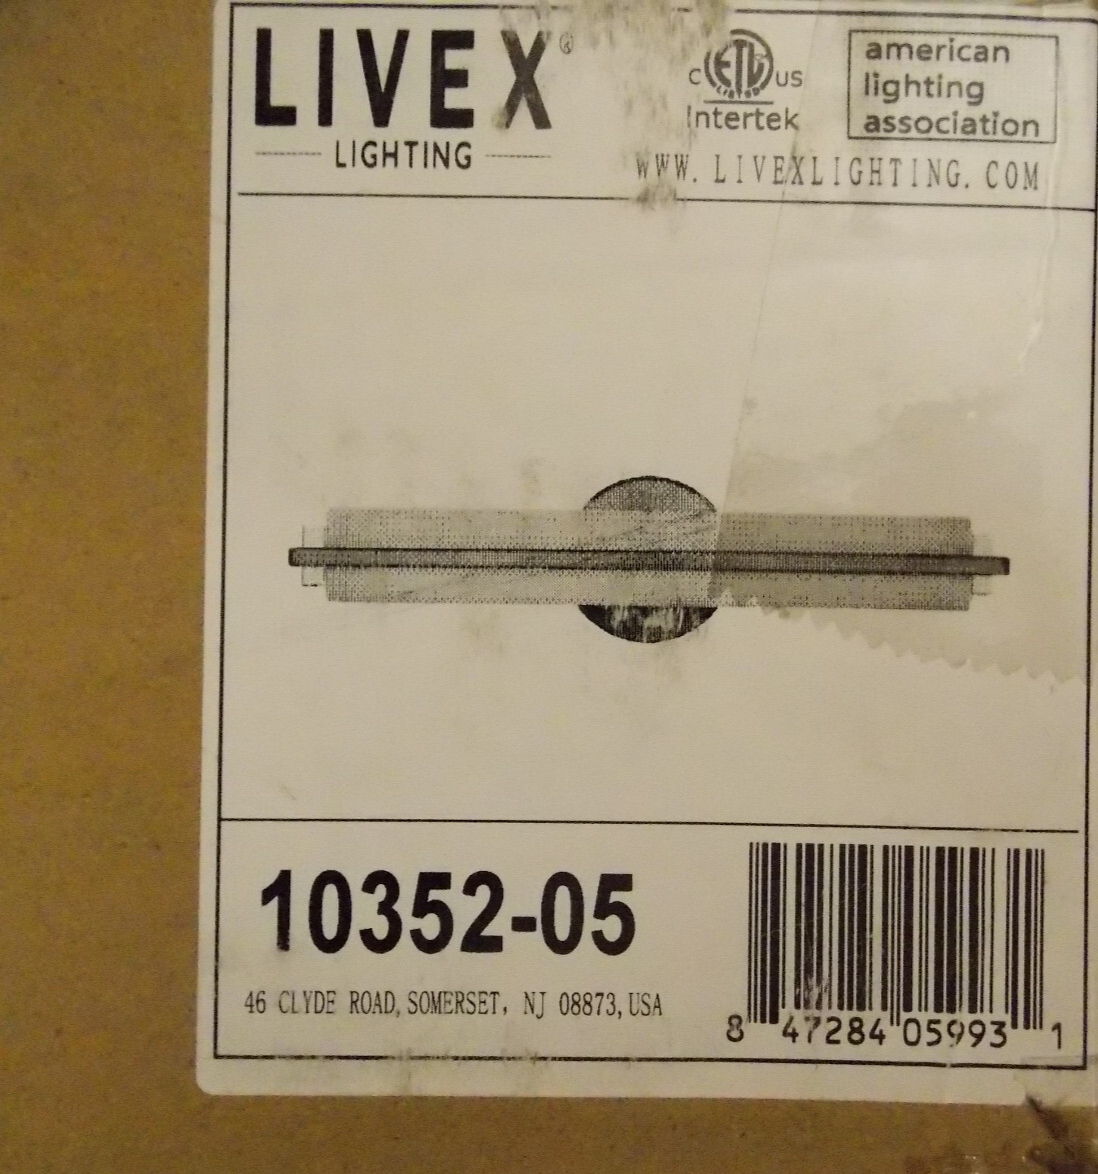 LIVEX®
LIGHTING
C ETL US
LISTED
Intertek
american
lighting
association
WWW.LIVEXLIGHTING.COM
10352-05
46 CLYDE ROAD, SOMERSET, NJ 08873, USA
8 47284 05993 1